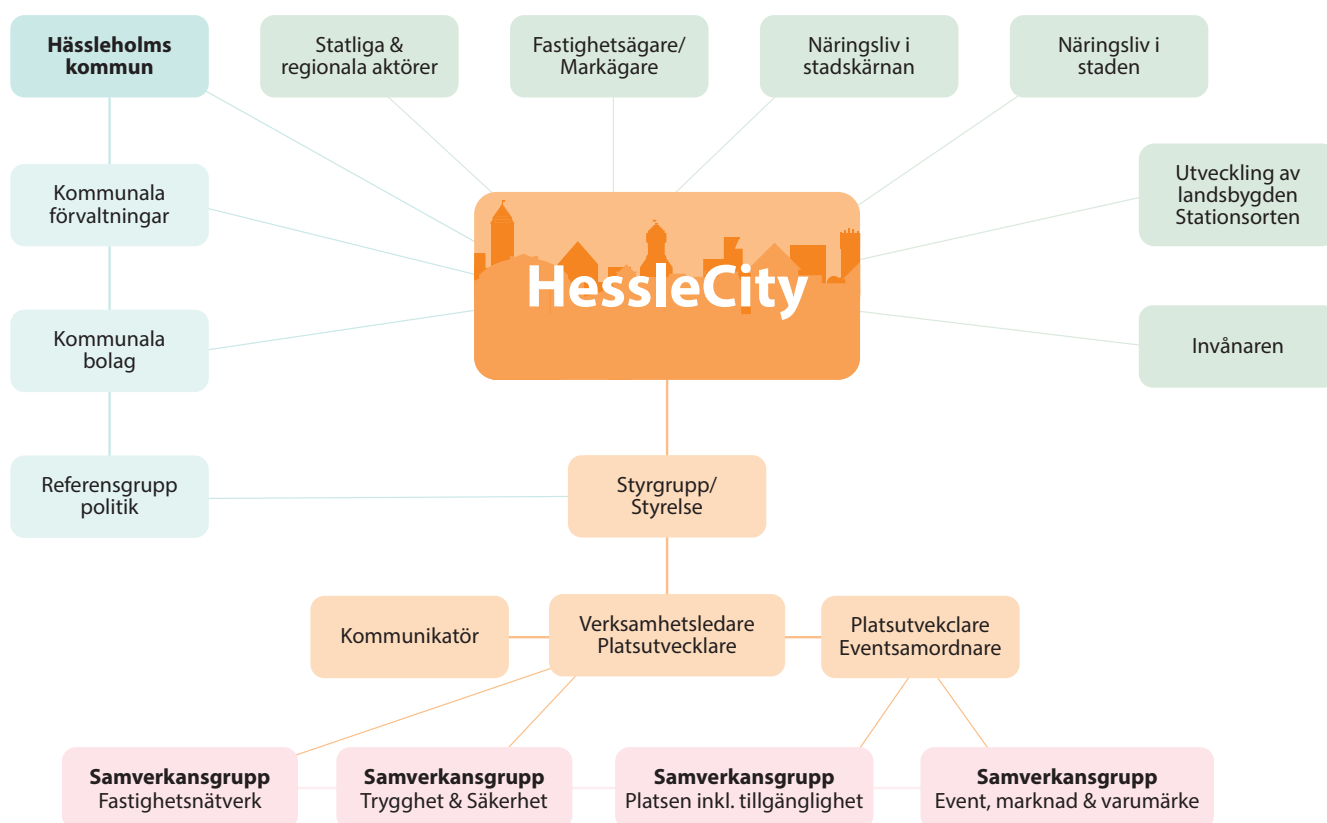 Hässleholms
kommun
Statliga &
regionala aktörer
Fastighetsägare/
Markägare
Näringsliv i
stadskärnan
Näringsliv i
staden
Kommunala
förvaltningar
Utveckling av
landsbygden
Stationsorten
HessleCity
Kommunala
bolag
Invånaren
Referensgrupp
politik
Styrgrupp/
Styrelse
Kommunikatör
Verksamhetsledare
Platsutvecklare
Platsutvekclare
Eventsamordnare
Samverkansgrupp
Fastighetsnätverk
Samverkansgrupp
Trygghet & Säkerhet
Samverkansgrupp
Platsen inkl. tillgänglighet
Samverkansgrupp
Event, marknad & varumärke